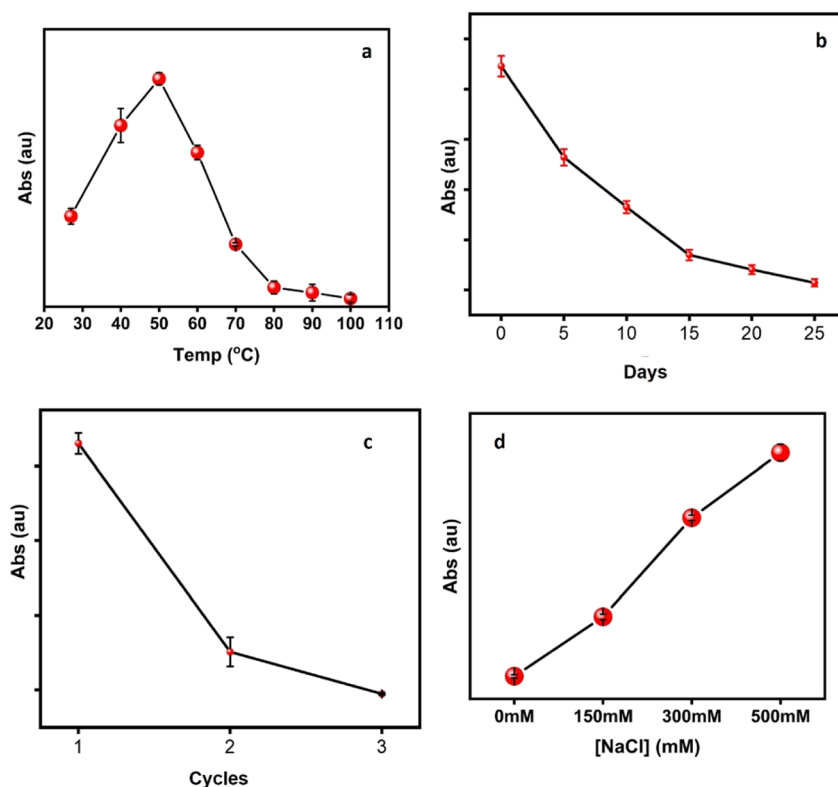 a
Abs (au)
20 30 40 50 60 70 80 90 100 110
Temp (°C)
b
Abs (au)
0 5 10 15 20 25
Days
c
Abs (au)
1 2 3
Cycles
d
Abs (au)
0mM 150mM 300mM 500mM
[NaCl] (mM)